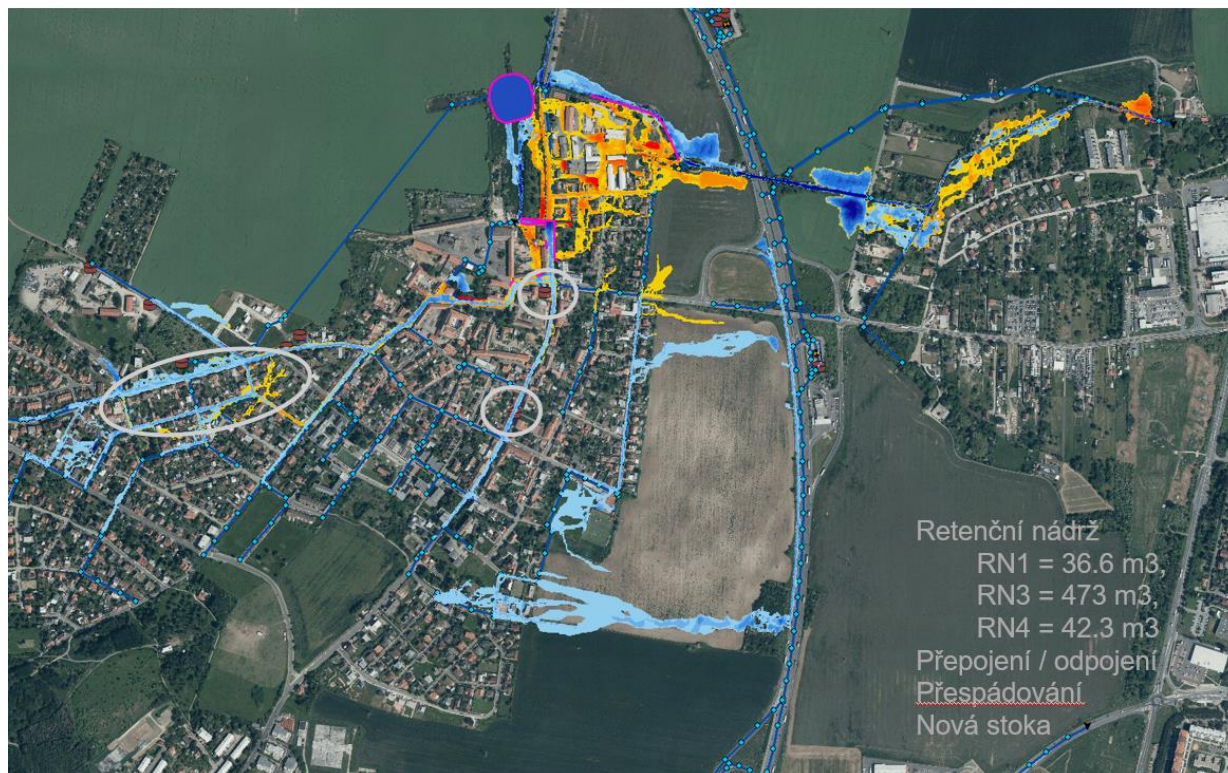 Retenční nádrž
RN1 = 36.6 m3,
RN3 = 473 m3,
RN4 = 42.3 m3
Přepojení / odpojení
Přespádování
Nová stoka